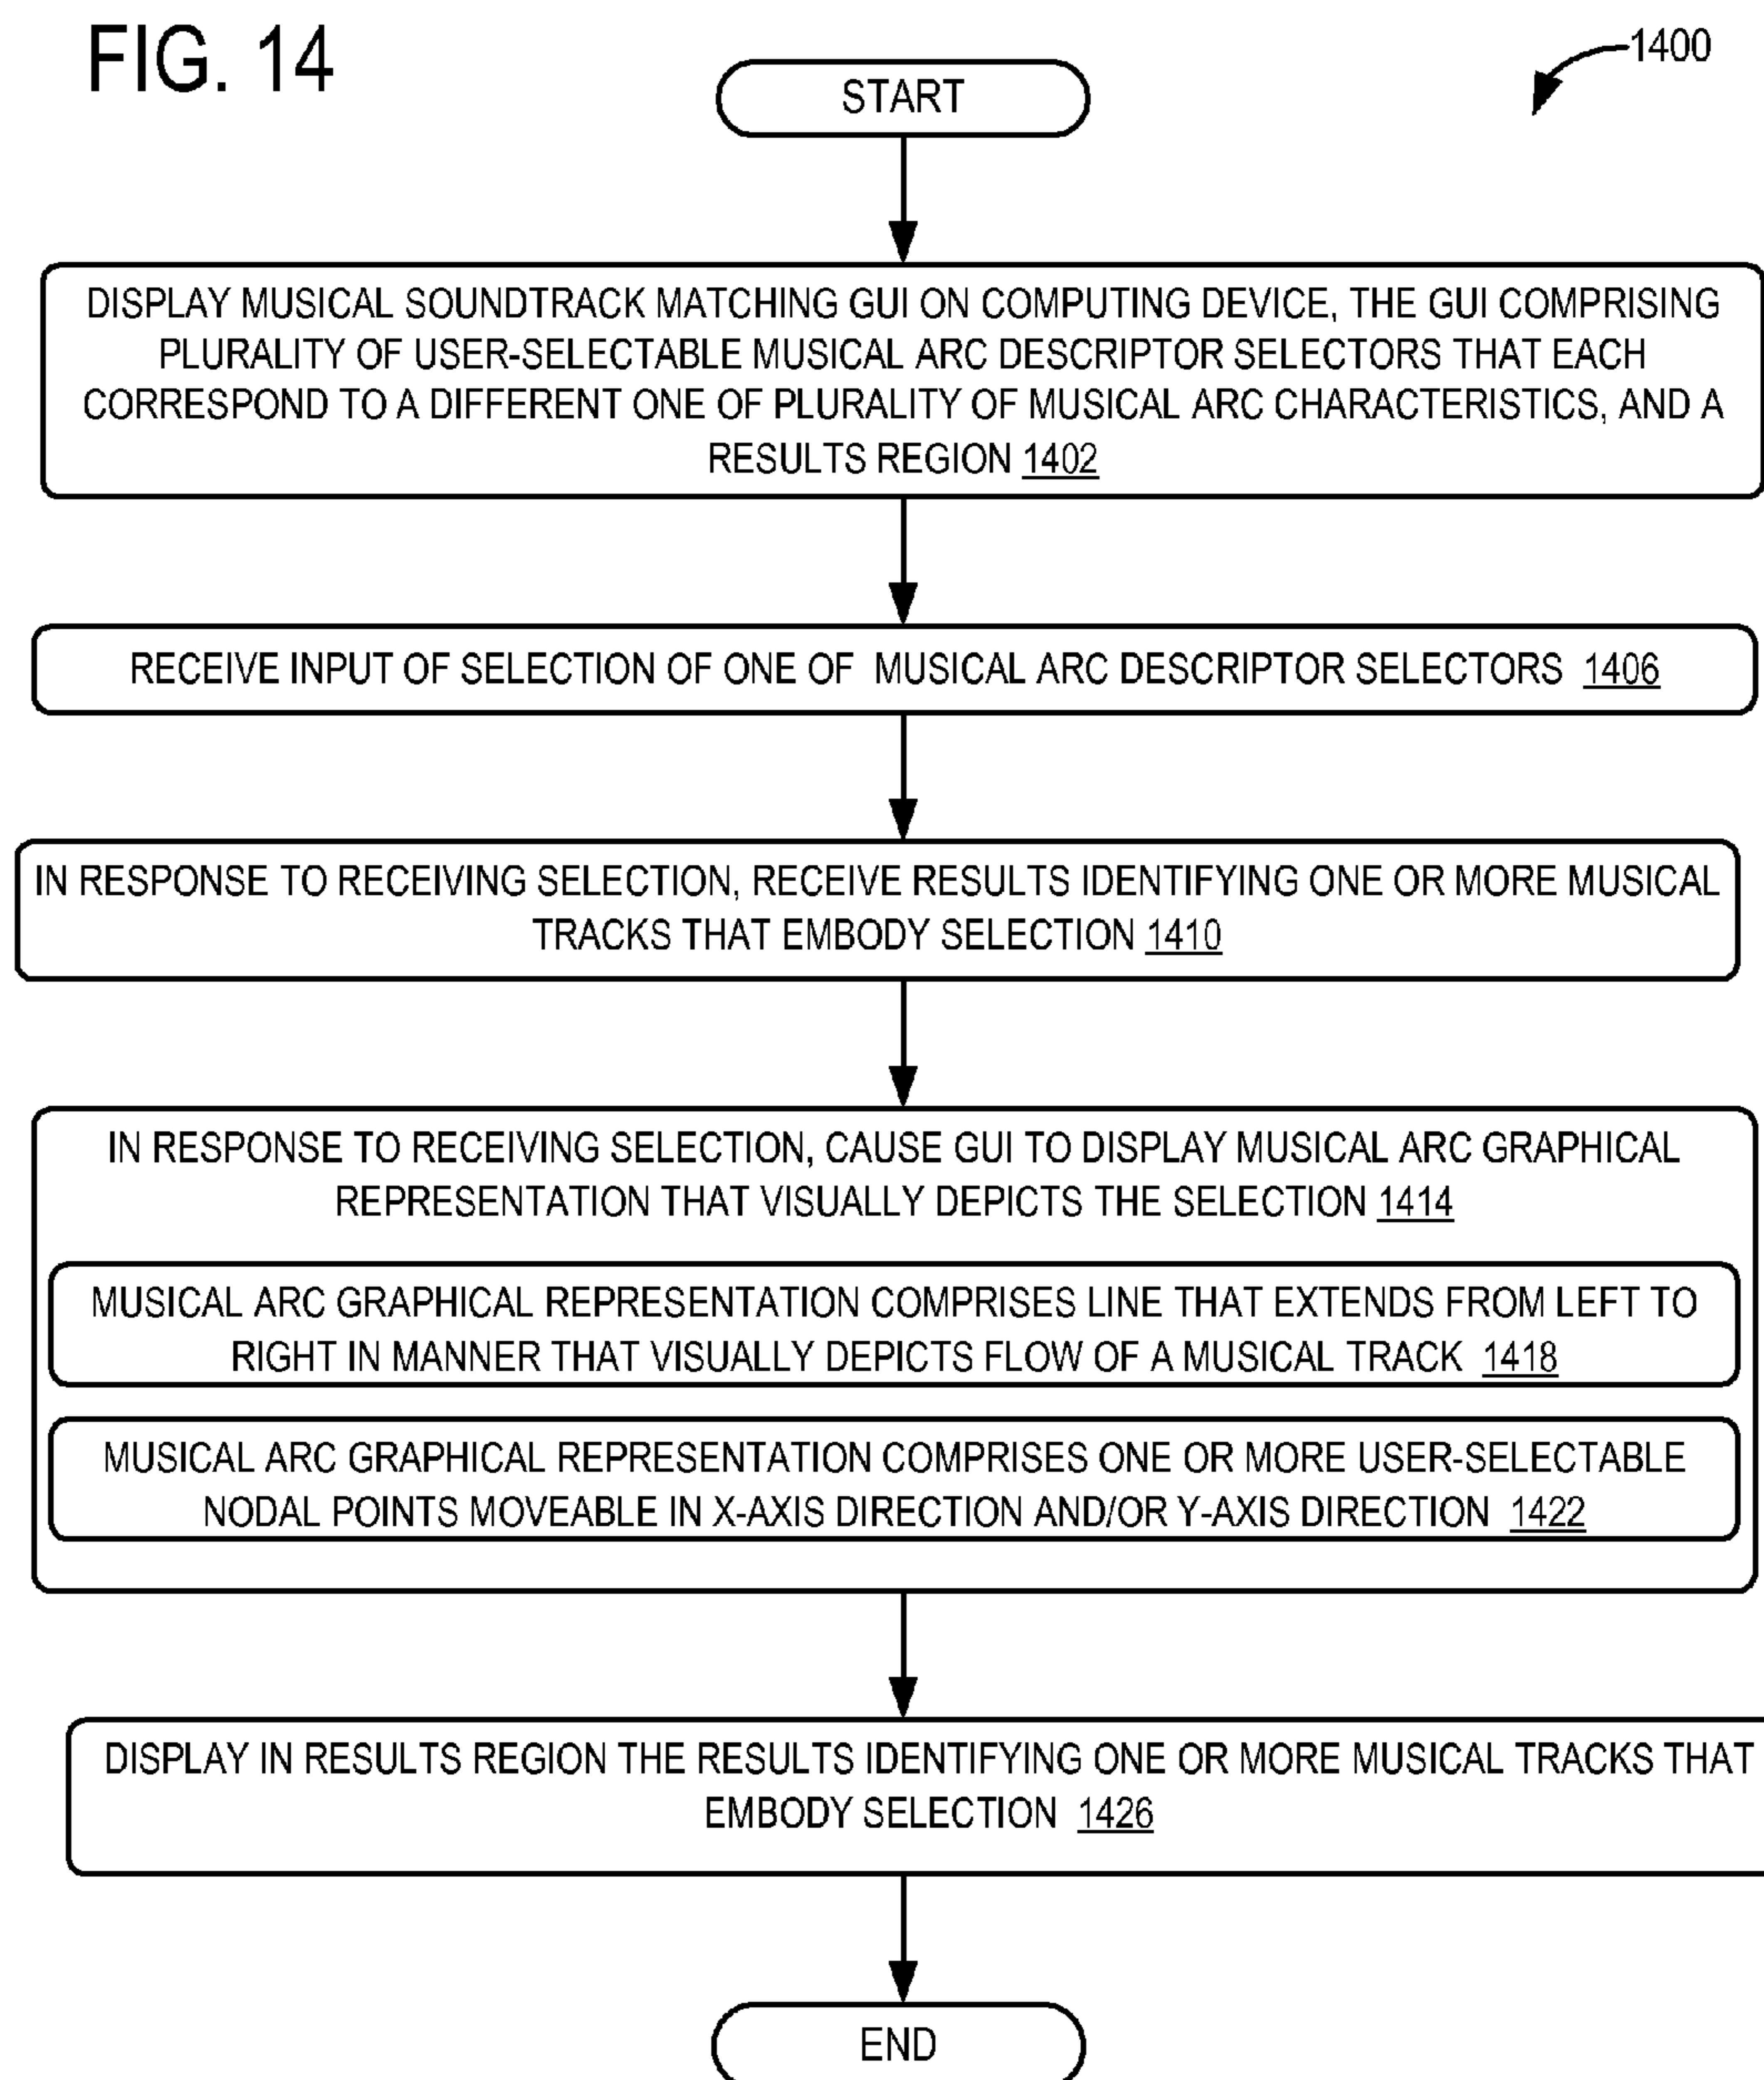 FIG. 14
1400
START
DISPLAY MUSICAL SOUNDTRACK MATCHING GUI ON COMPUTING DEVICE, THE GUI COMPRISING
PLURALITY OF USER-SELECTABLE MUSICAL ARC DESCRIPTOR SELECTORS THAT EACH
CORRESPOND TO A DIFFERENT ONE OF PLURALITY OF MUSICAL ARC CHARACTERISTICS, AND A
RESULTS REGION 1402
RECEIVE INPUT OF SELECTION OF ONE OF MUSICAL ARC DESCRIPTOR SELECTORS 1406
IN RESPONSE TO RECEIVING SELECTION, RECEIVE RESULTS IDENTIFYING ONE OR MORE MUSICAL
TRACKS THAT EMBODY SELECTION 1410
IN RESPONSE TO RECEIVING SELECTION, CAUSE GUI TO DISPLAY MUSICAL ARC GRAPHICAL
REPRESENTATION THAT VISUALLY DEPICTS THE SELECTION 1414
MUSICAL ARC GRAPHICAL REPRESENTATION COMPRISES LINE THAT EXTENDS FROM LEFT TO
RIGHT IN MANNER THAT VISUALLY DEPICTS FLOW OF A MUSICAL TRACK 1418
MUSICAL ARC GRAPHICAL REPRESENTATION COMPRISES ONE OR MORE USER-SELECTABLE
NODAL POINTS MOVEABLE IN X-AXIS DIRECTION AND/OR Y-AXIS DIRECTION 1422
DISPLAY IN RESULTS REGION THE RESULTS IDENTIFYING ONE OR MORE MUSICAL TRACKS THAT
EMBODY SELECTION 1426
END